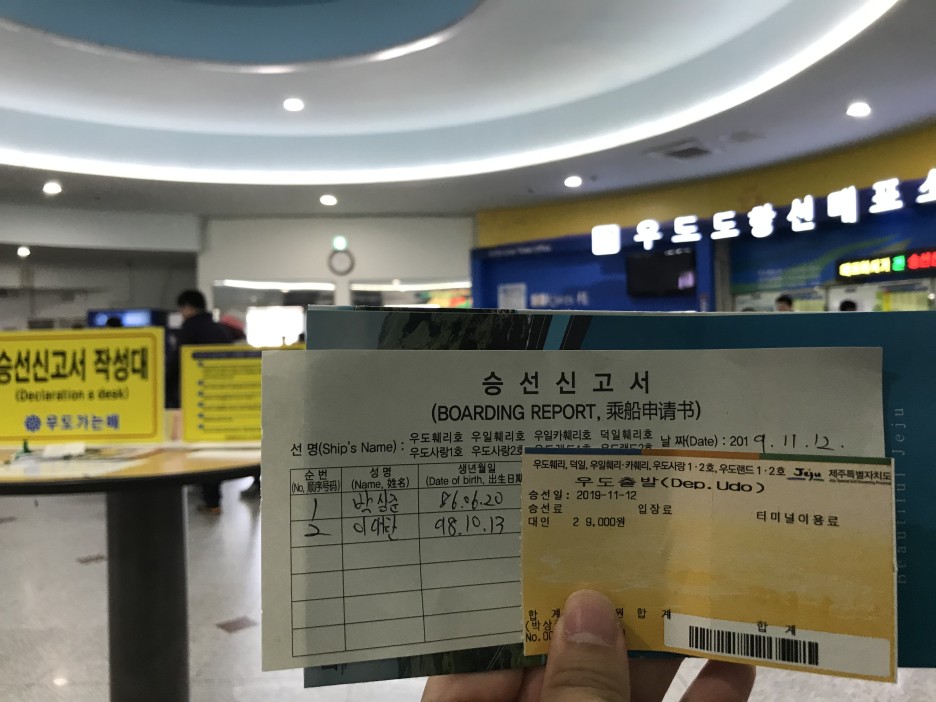 우도도항선매표소
승선신고서 작성대
(Declaration a desk)
우도가는배
승 선 신 고 서
(BOARDING REPORT, 乘船申请书)
선 명(Ship's Name) :
우도훼리호 우일훼리호 우일카훼리호 덕일훼리호
우도사랑1호 우도사랑2호
날 짜(Date) : 2019.11.12.
순 번 성 명 생년월일
(No, 顺序号码) (Name, 姓名) (Date of birth, 出生日期
1 박상준 86.06.20
2 98.10.13
우도훼리, 덕일, 우일훼리·카훼리, 우도사랑1·2호, 우도랜드1·2호 Jeju 제주특별자치도
우도출발(Dep.Udo)
승선일: 2019-11-12
승선료 입장료 터미널이용료
대인 2 9,000원
합 계 원 합 계 합 계
(박상
No.0
Beautiful Jeju